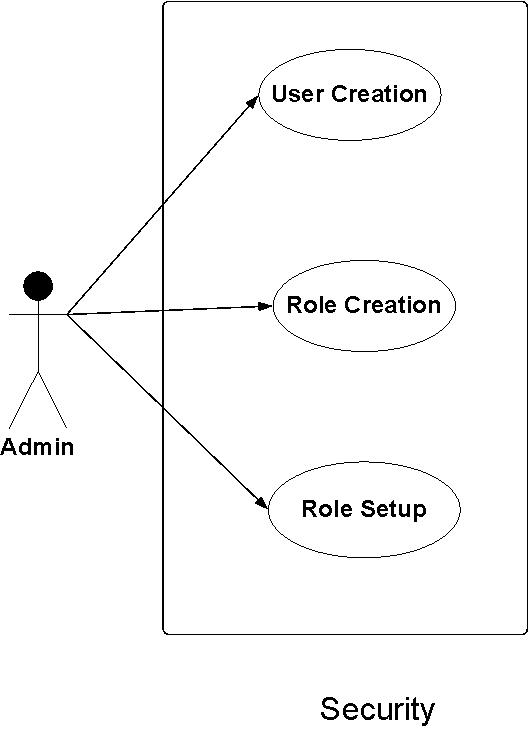 User Creation
Role Creation
Admin
Role Setup
Security